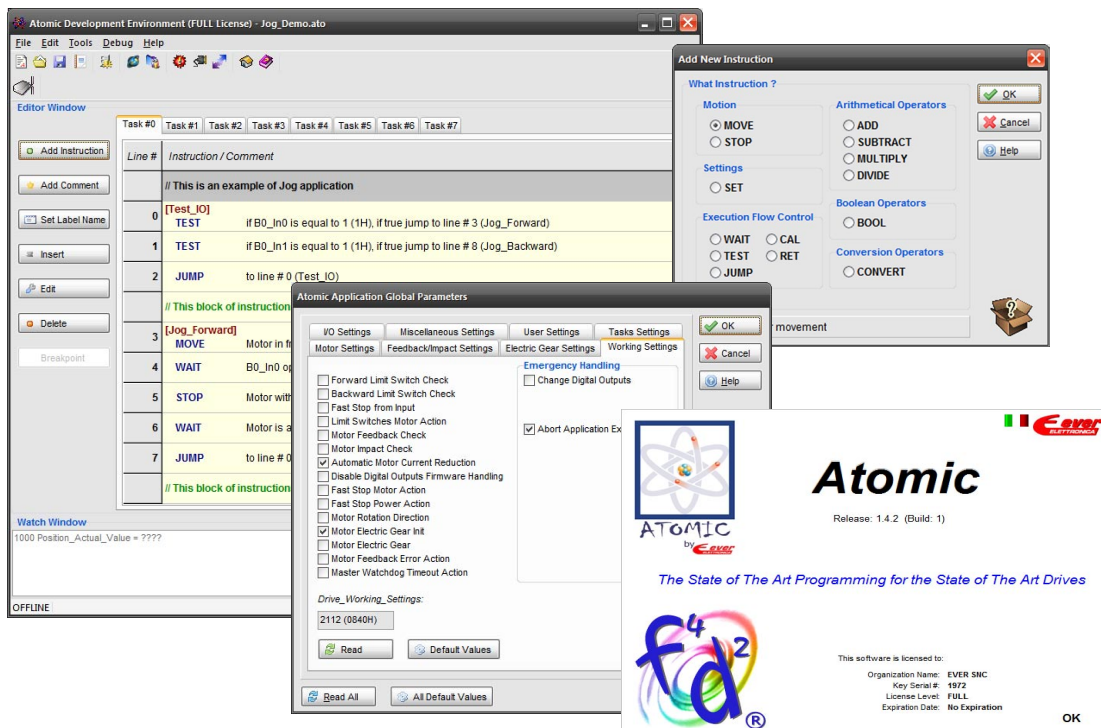 Atomic Development Environment (FULL License) - Jog_Demo.ato
File Edit Tools Debug Help
Editor Window
Task #0 Task #1 Task #2 Task #3 Task #4 Task #5 Task #6 Task #7
Add Instruction
Add Comment
Set Label Name
Insert
Edit
Delete
Breakpoint
Line # Instruction / Comment
// This is an example of Jog application
[Test_IO]
0 TEST if B0_In0 is equal to 1 (1H), if true jump to line # 3 (Jog_Forward)
1 TEST if B0_In1 is equal to 1 (1H), if true jump to line # 8 (Jog_Backward)
2 JUMP to line # 0 (Test_IO)
// This block of instruction
[Jog_Forward]
3 MOVE Motor in
4 WAIT B0_In0
5 STOP Motor
6 WAIT Motor is
7 JUMP to line # 0
// This block of instruction
Watch Window
1000 Position_Actual_Value = ????
OFFLINE
Add New Instruction
What Instruction ?
Motion
MOVE
STOP
Settings
SET
Execution Flow Control
WAIT CAL
TEST RET
JUMP
Arithmetical Operators
ADD
SUBTRACT
MULTIPLY
DIVIDE
Boolean Operators
BOOL
Conversion Operators
CONVERT
OK
Cancel
Help
movement
Atomic Application Global Parameters
I/O Settings Miscellaneous Settings User Settings Tasks Settings
Motor Settings Feedback/Impact Settings Electric Gear Settings Working Settings
Forward Limit Switch Check
Backward Limit Switch Check
Fast Stop from Input
Limit Switches Motor Action
Motor Feedback Check
Motor Impact Check
Automatic Motor Current Reduction
Disable Digital Outputs Firmware Handling
Fast Stop Motor Action
Fast Stop Power Action
Motor Rotation Direction
Motor Electric Gear Init
Motor Electric Gear
Motor Feedback Error Action
Master Watchdog Timeout Action
Emergency Handling
Change Digital Outputs
Abort Application Ex
Drive_Working_Settings:
2112 (0840H)
Read
Default Values
Read All
All Default Values
OK
Cancel
Help
ATOMIC
by Ever
Ever
ELETTRONICA
Atomic
Release: 1.4.2 (Build: 1)
The State of The Art Programming for the State of The Art Drives
f4d2®
This software is licensed to:
Organization Name: EVER SNC
Key Serial #: 1972
License Level: FULL
Expiration Date: No Expiration
OK